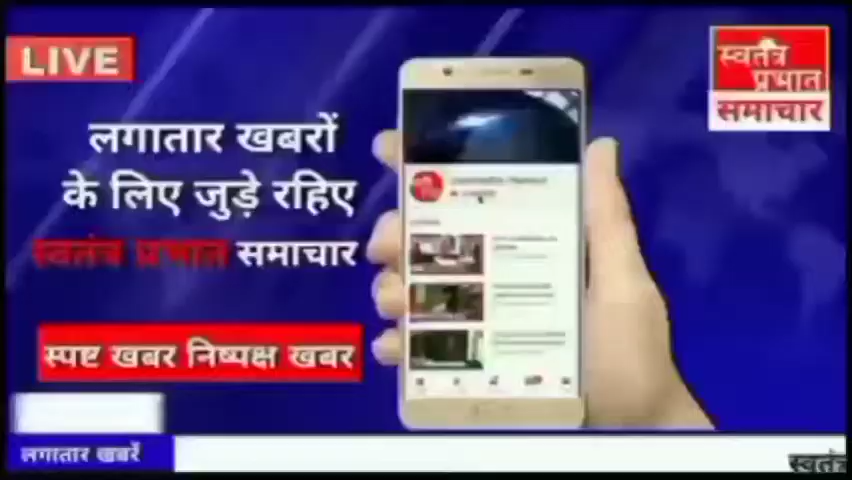 LIVE
स्वतंत्र
प्रभात
समाचार
लगातार खबरों
के लिए जुड़े रहिए
स्वतंत्र प्रभात समाचार
स्पष्ट खबर निष्पक्ष खबर
लगातार खबरें